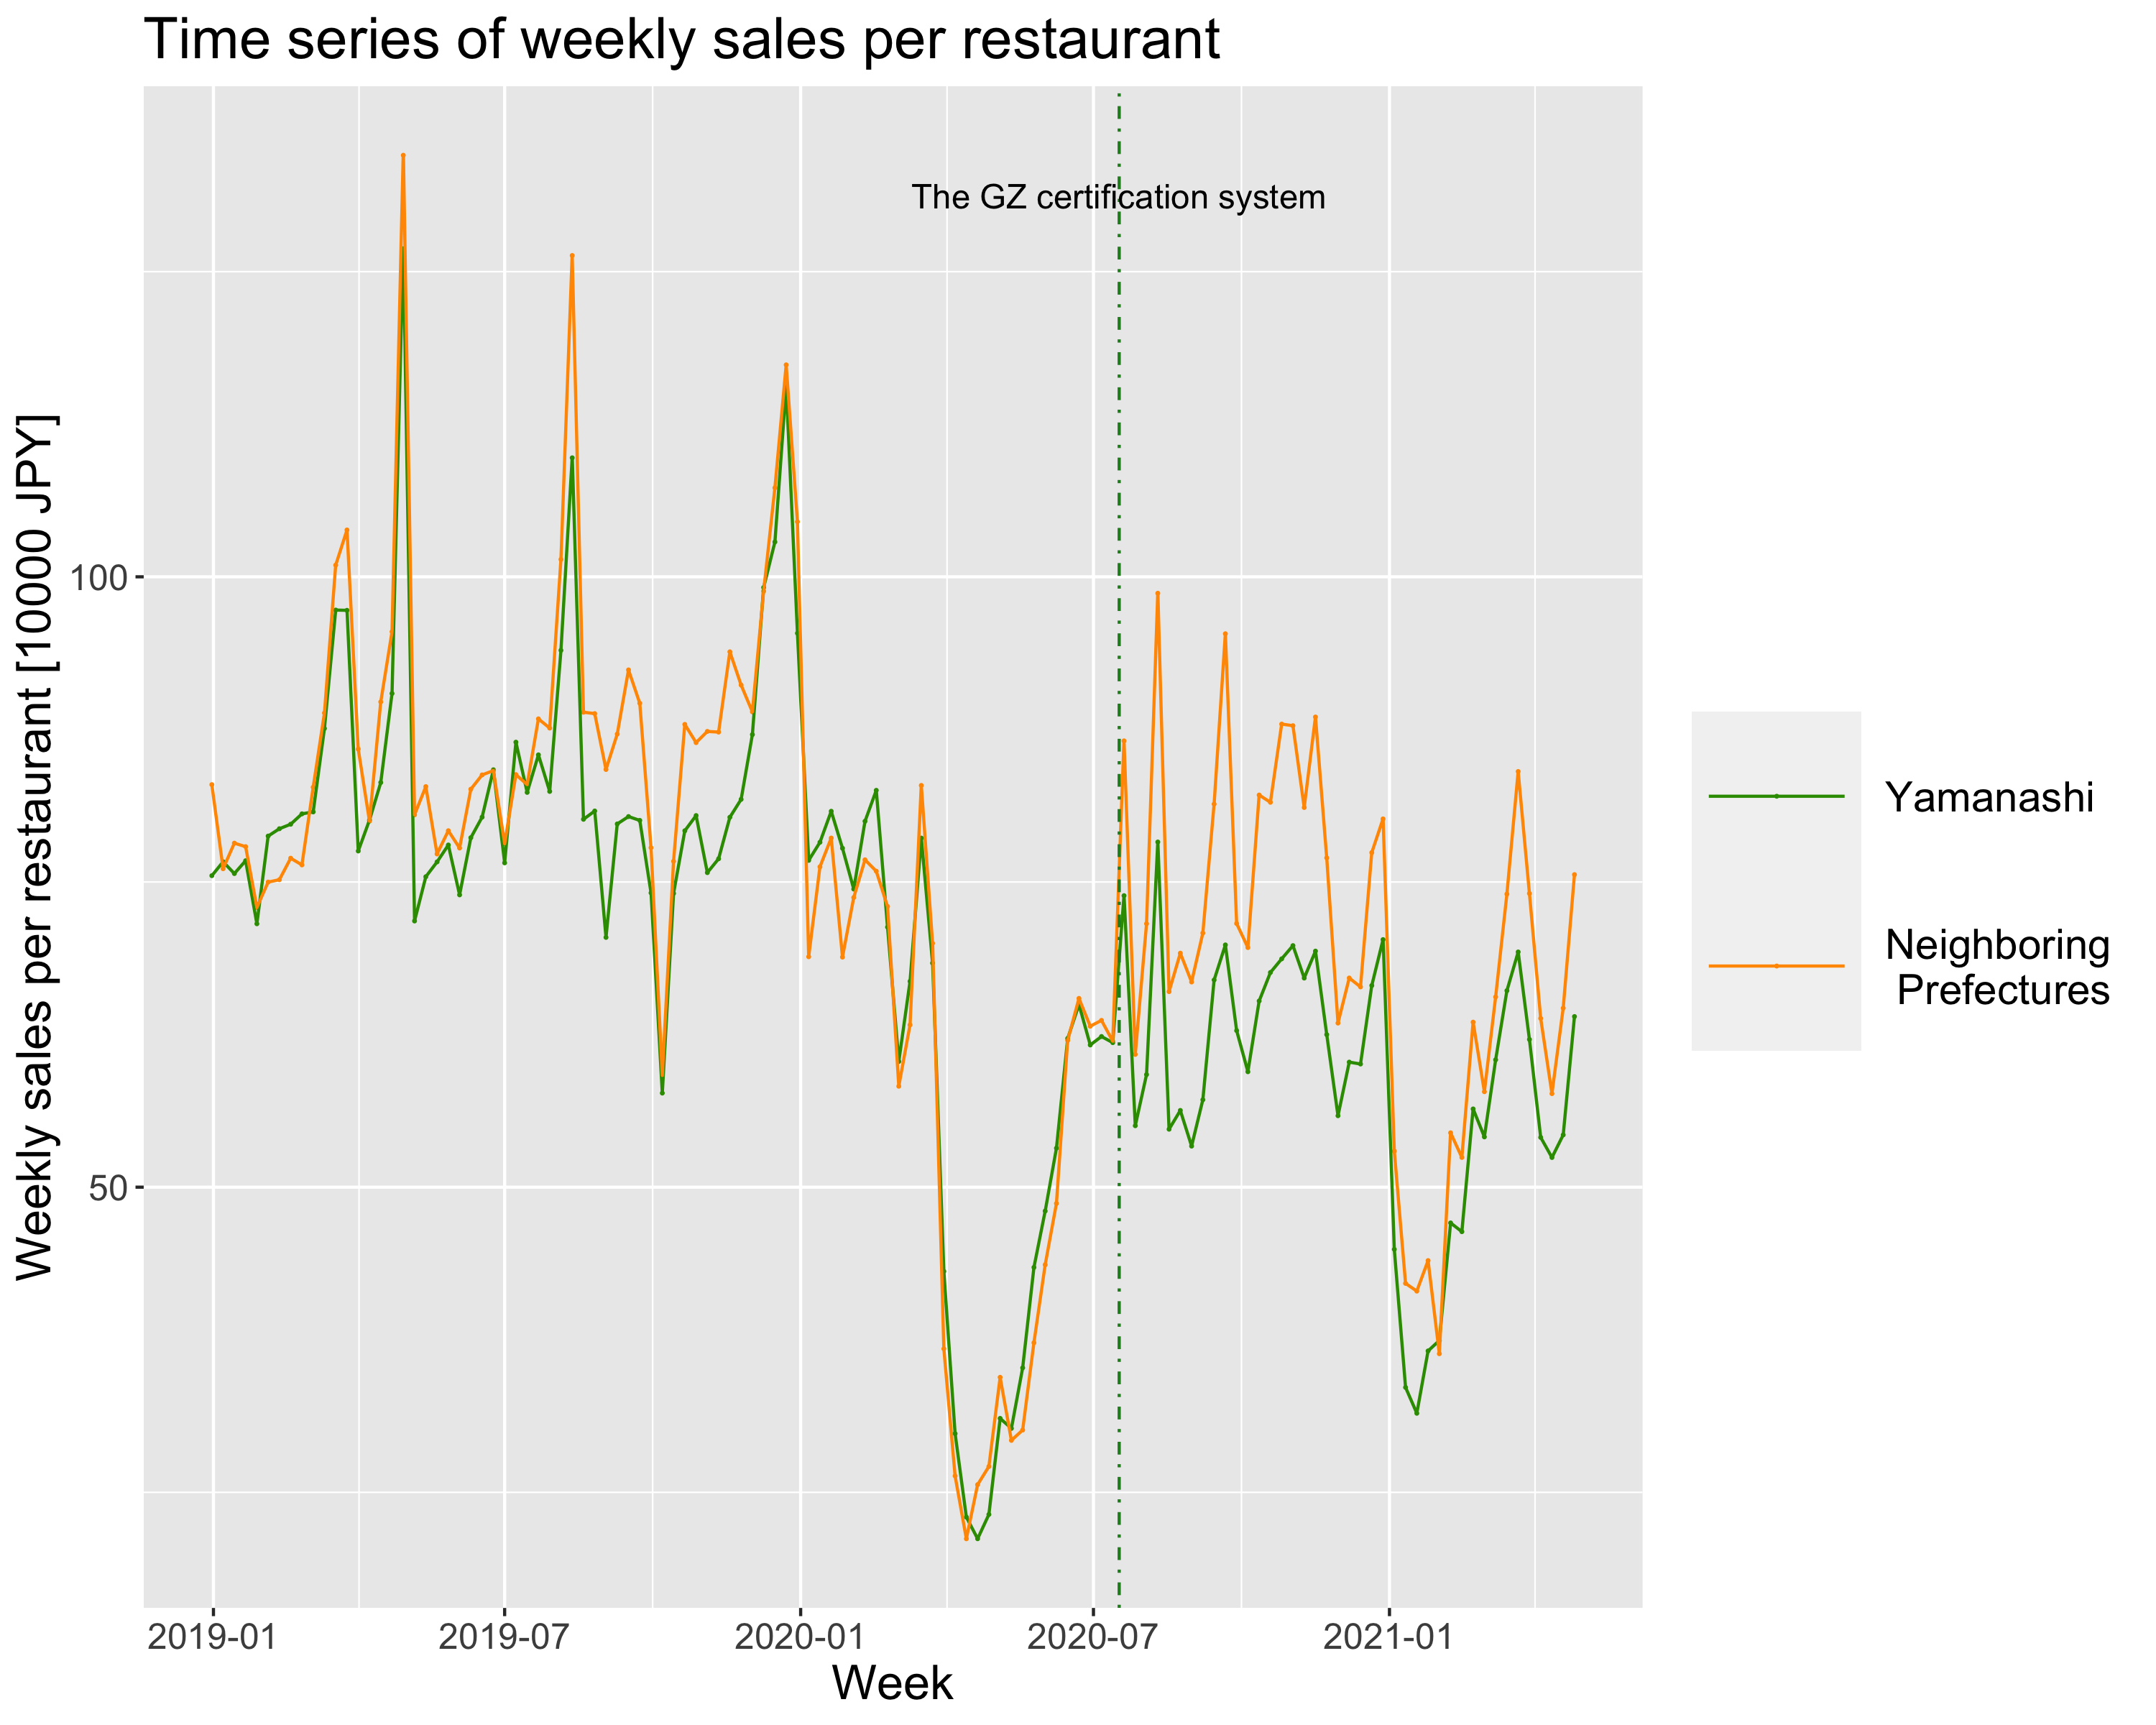 Time series of weekly sales per restaurant
The GZ certification system
Weekly sales per restaurant [10000 JPY]
100
50
2019-01
2019-07
2020-01
2020-07
2021-01
Week
Yamanashi
Neighboring
Prefectures